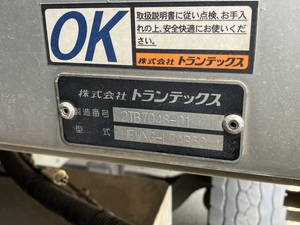 OK
取扱説明書に従い点検、お手入
れの上、安全快適にお使いください。
株式会社 トランテックス
株式会社 トランテックス
製造番号
型式